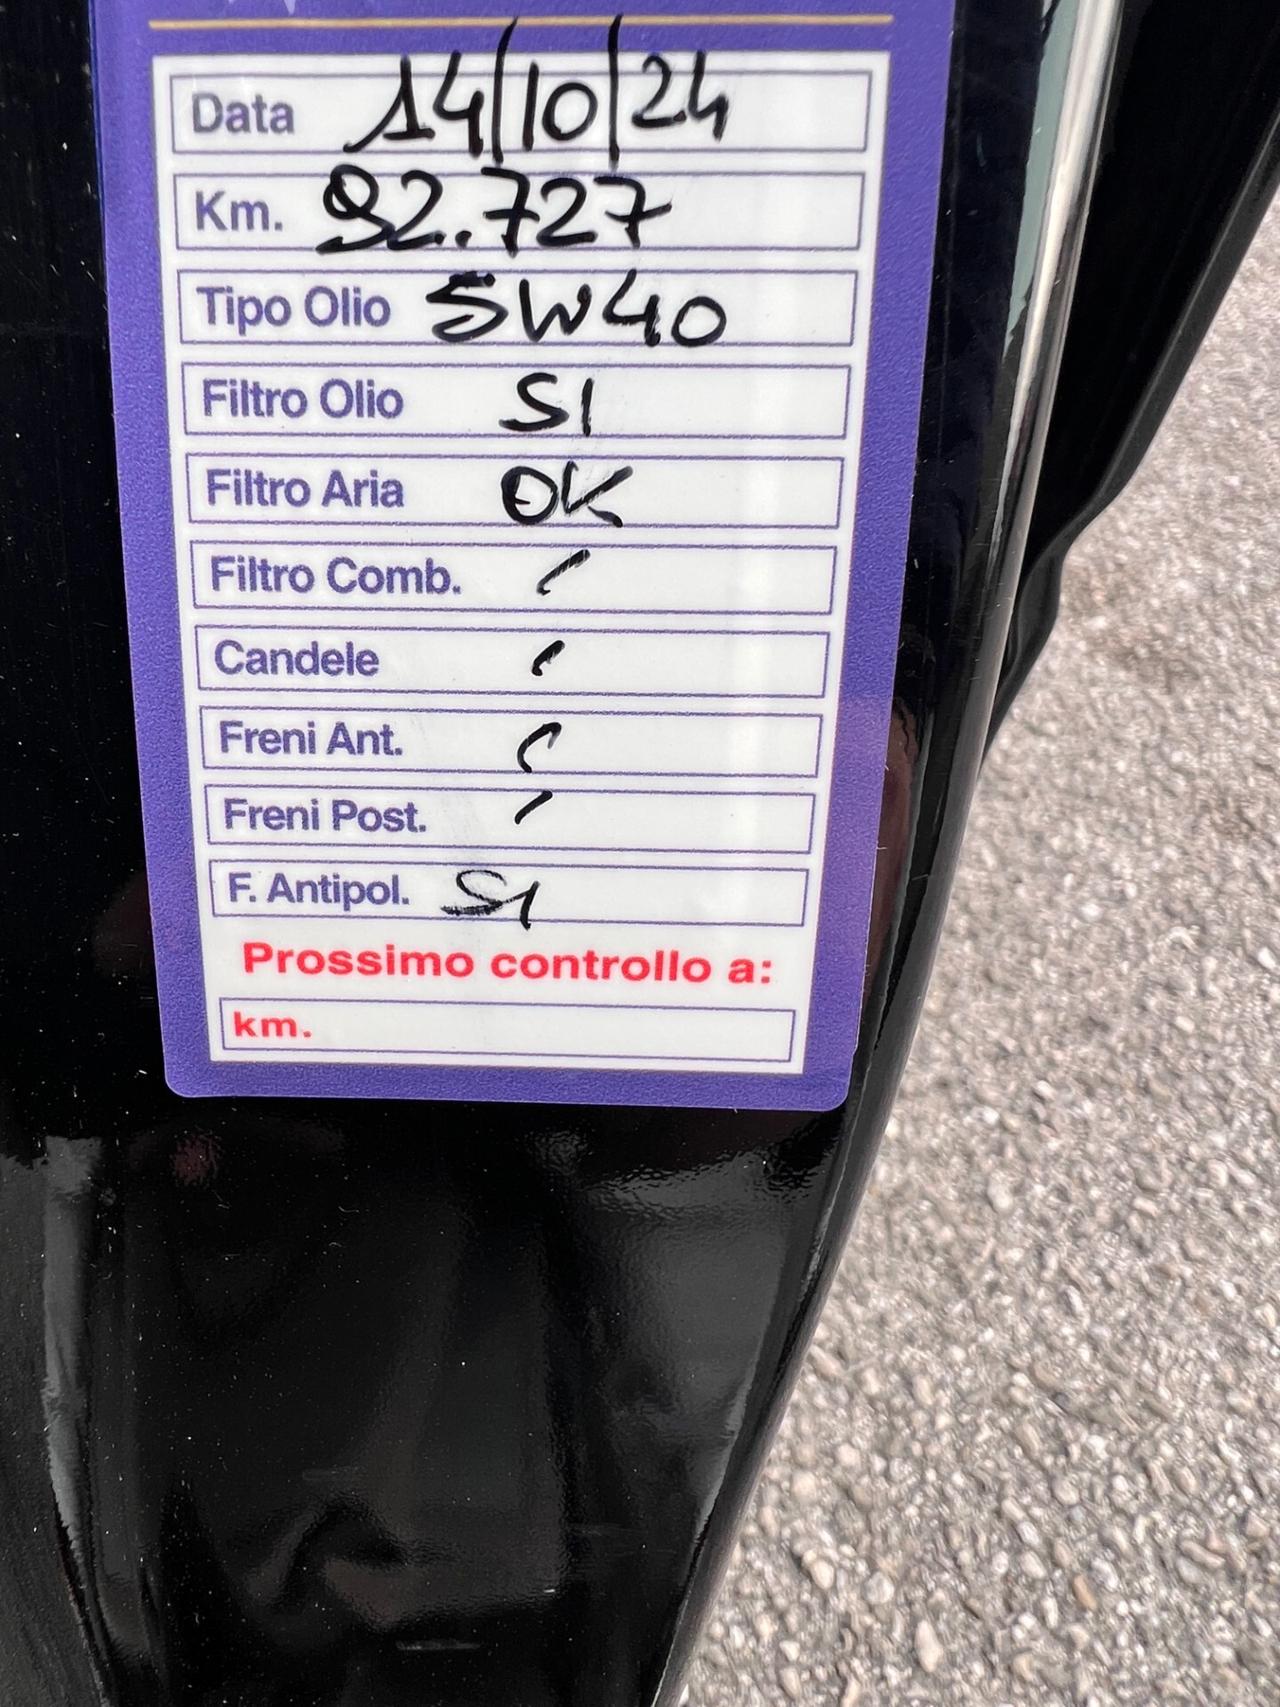 Data 14/10/24
Km. 92.727
Tipo Olio 5W40
Filtro Olio SI
Filtro Aria OK
Filtro Comb. /
Candele /
Freni Ant. /
Freni Post. /
F. Antipol. SI
Prossimo controllo a:
km.